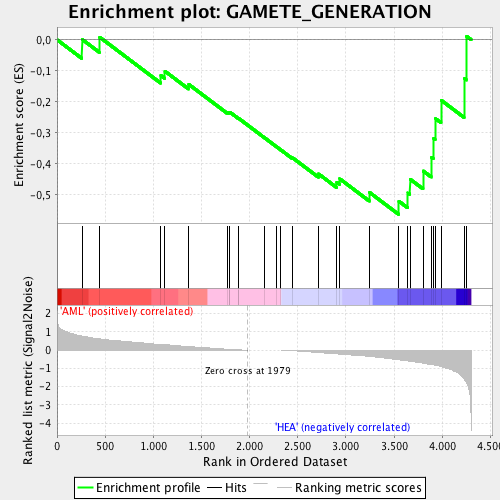 Enrichment plot: GAMETE_GENERATION
Enrichment score (ES)
0,0
-0,1
-0,2
-0,3
-0,4
-0,5
'AML' (positively correlated)
Ranked list metric (Signal2Noise)
2
1
0
-1
-2
-3
-4
Zero cross at 1979
'HEA' (negatively correlated)
0
500
1.000
1.500
2.000
2.500
3.000
3.500
4.000
4.500
Rank in Ordered Dataset
Enrichment profile
Hits
Ranking metric scores